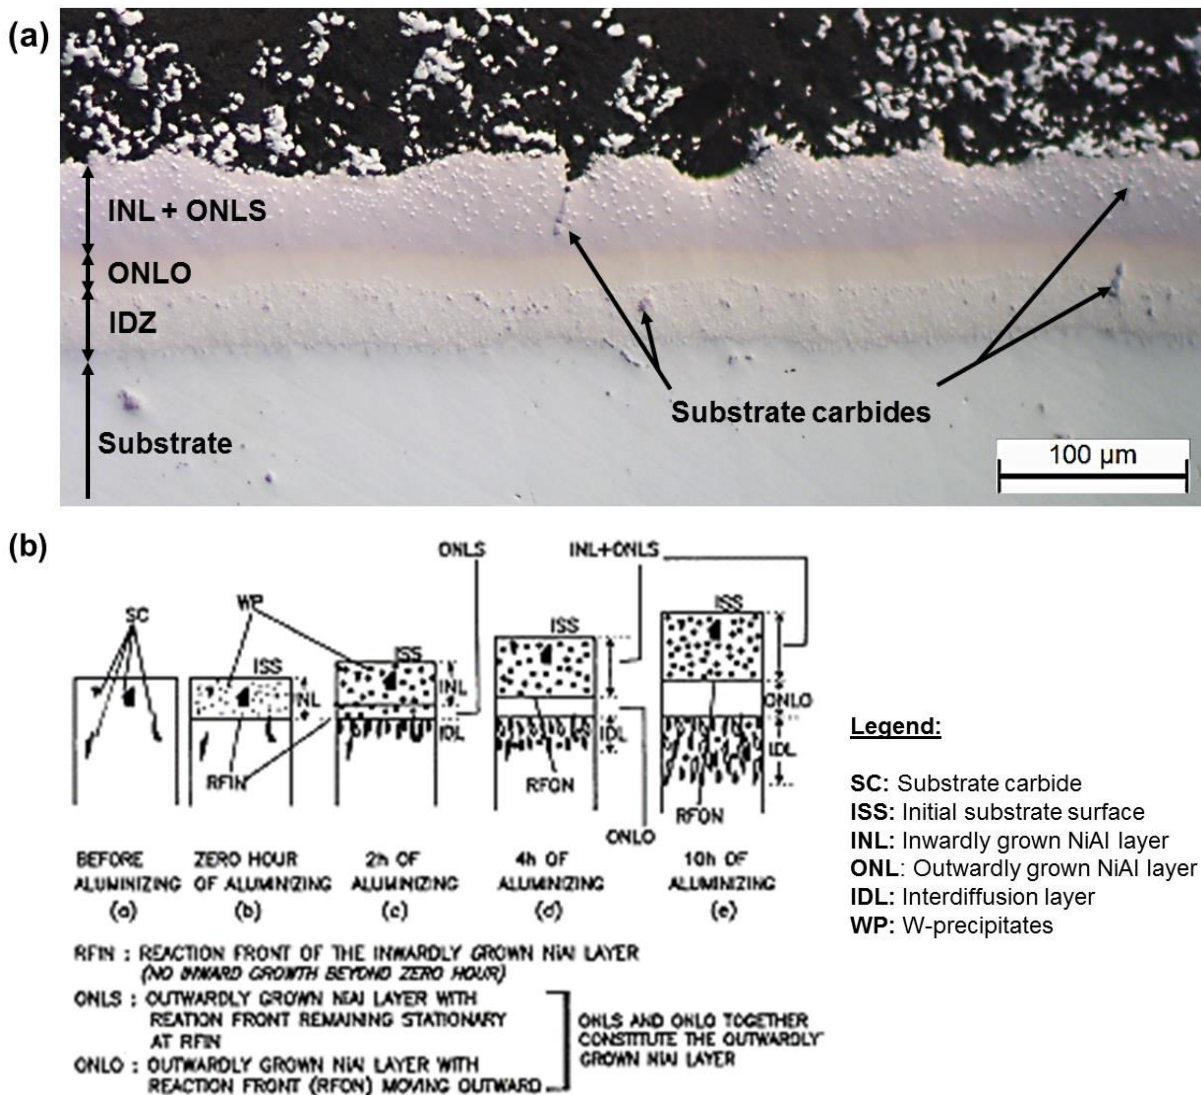 (a)
INL + ONLS
ONLO
IDZ
Substrate
Substrate carbides
100 µm
(b)
ONLS
INL+ONLS
SC
WP
ISS
ISS
ISS
ISS
INL
INL
IDL
IDL
ONLO
IDL
RFIN
RFON
RFON
ONLO
BEFORE
ALUMINIZING
(a)
ZERO HOUR
OF ALUMINIZING
(b)
2h OF
ALUMINIZING
(c)
4h OF
ALUMINIZING
(d)
10h OF
ALUMINIZING
(e)
Legend:
SC: Substrate carbide
ISS: Initial substrate surface
INL: Inwardly grown NiAl layer
ONL: Outwardly grown NiAl layer
IDL: Interdiffusion layer
WP: W-precipitates
RFIN : REACTION FRONT OF THE INWARDLY GROWN NiAl LAYER
(NO INWARD GROWTH BEYOND ZERO HOUR)
ONLS : OUTWARDLY GROWN NiAl LAYER WITH
REATION FRONT REMAINING STATIONARY
AT RFIN
ONLO : OUTWARDLY GROWN NiAl LAYER WITH
REACTION FRONT (RFON) MOVING OUTWARD
ONLS AND ONLO TOGETHER
CONSTITUTE THE OUTWARDLY
GROWN NiAl LAYER